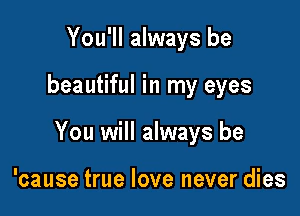 You'll always be
beautiful in my eyes
You will always be
'cause true love never dies